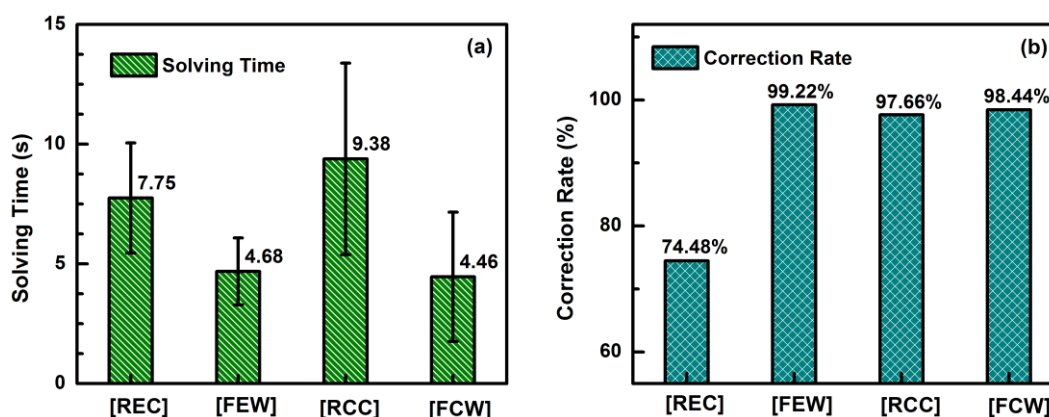 15
10
5
0
Solving Time (s)
Solving Time
(a)
7.75
4.68
9.38
4.46
[REC]
[FEW]
[RCC]
[FCW]
100
80
60
Correction Rate (%)
Correction Rate
(b)
74.48%
99.22%
97.66%
98.44%
[REC]
[FEW]
[RCC]
[FCW]